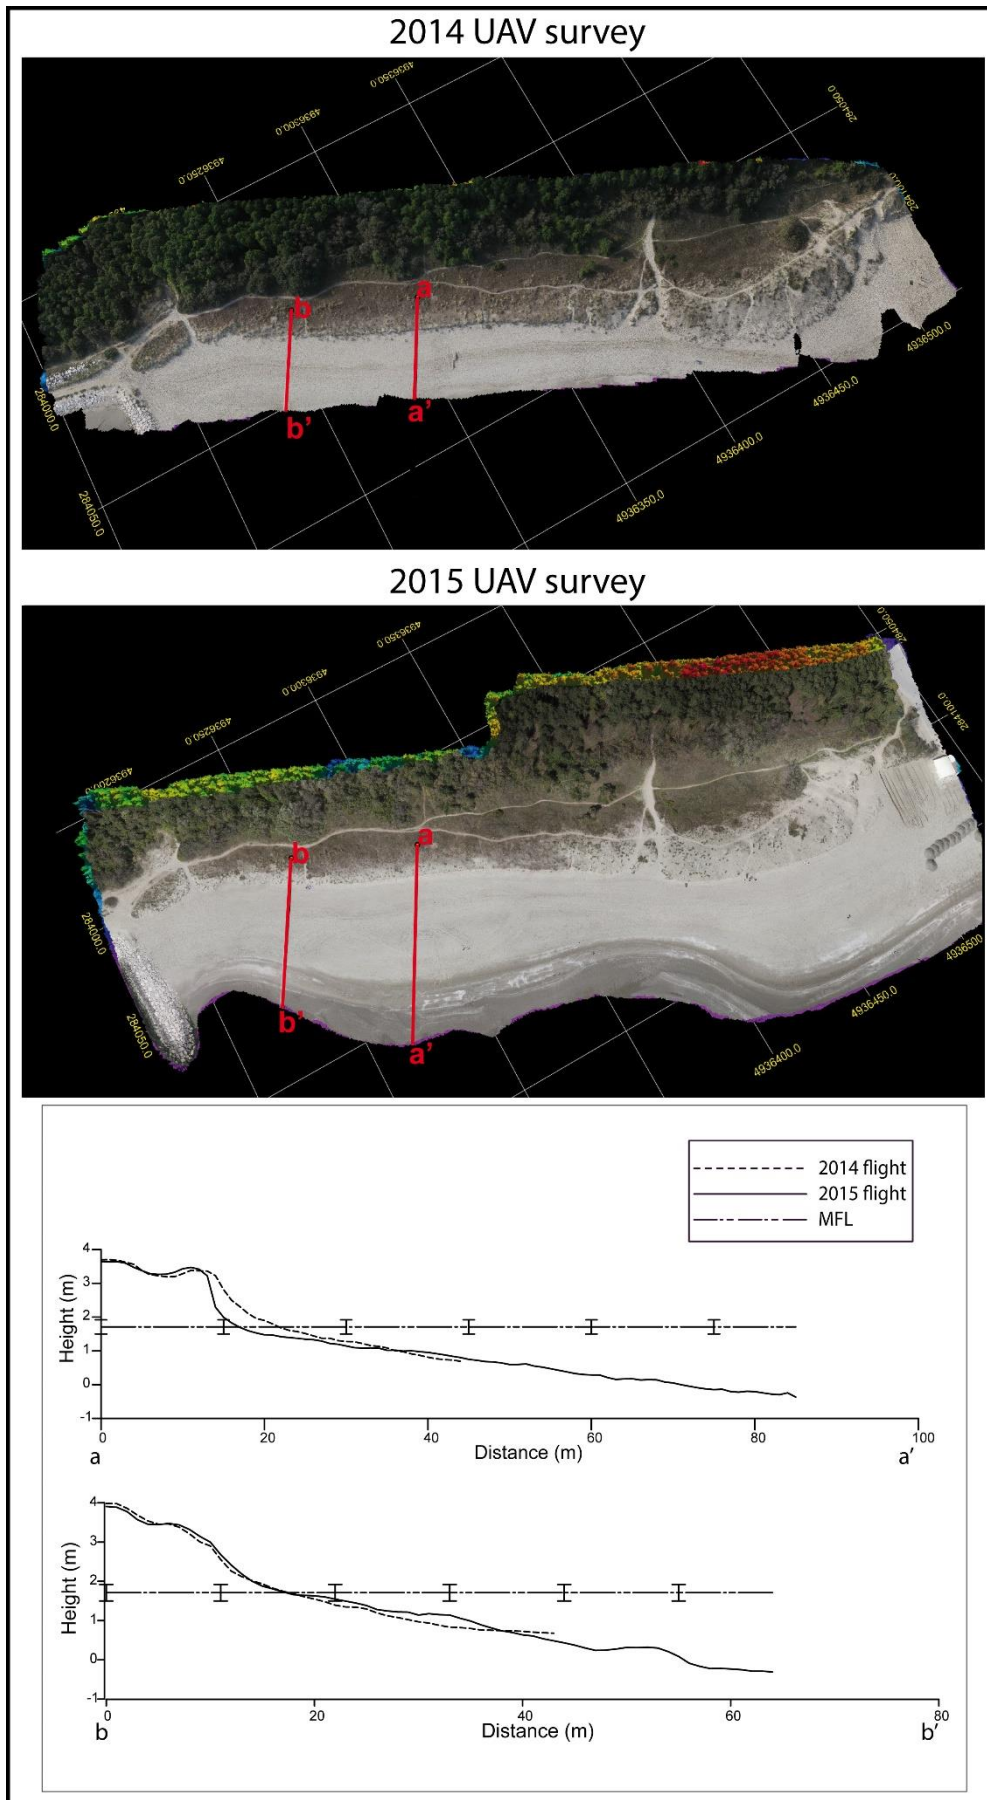 2014 UAV survey
4936350.0
4936300.0
4936250.0
284050.0
284100.0
a
b
b’
a’
284000.0
284050.0
4936500.0
4936450.0
4936400.0
4936350.0
2015 UAV survey
4936350.0
4936300.0
4936250.0
4936200.0
284050.0
284100.0
a
b
b’
a’
284000.0
284050.0
4936500.0
4936450.0
4936400.0
2014 flight
2015 flight
MFL
4
3
2
1
0
-1
Height (m)
0 20 40 60 80 100
a Distance (m) a’
4
3
2
1
0
-1
Height (m)
0 20 40 60 80
b Distance (m) b’